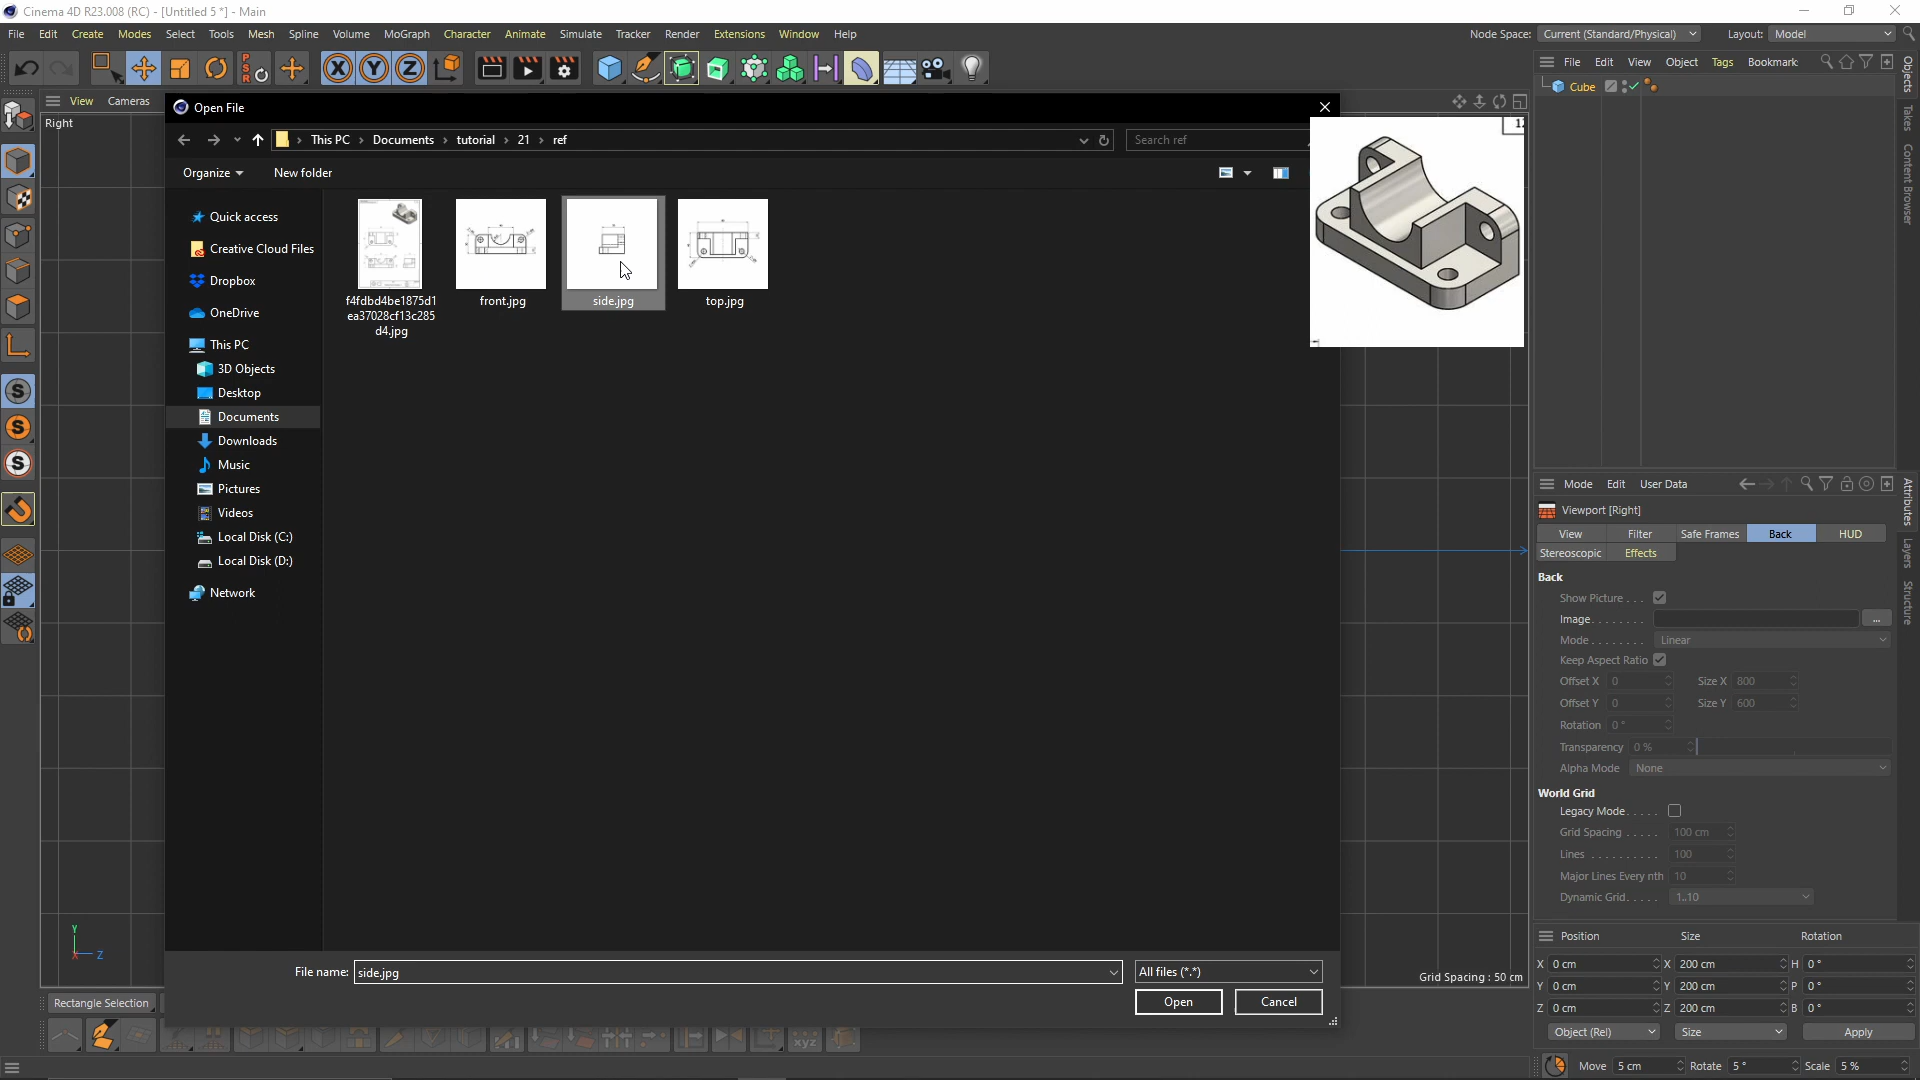 Cinema 4D R23.008 (RC) - [Untitled 5 *] - Main
File Edit Create Modes Select Tools Mesh Spline Volume MoGraph Character Animate Simulate Tracker Render Extensions Window Help
Node Space: Current (Standard/Physical) Layout: Model
P S R
X Y Z
File Edit View Object Tags Bookmark
Cube
View Cameras
Right
Open File
This PC Documents tutorial 21 ref
Search ref
Organize New folder
Quick access
Creative Cloud Files
Dropbox
OneDrive
This PC
3D Objects
Desktop
Documents
Downloads
Music
Pictures
Videos
Local Disk (C:)
Local Disk (D:)
Network
f4fdbd4be1875d1
ea37028cf13c285
d4.jpg
front.jpg
side.jpg
top.jpg
File name: side.jpg
All files (*.*)
Open Cancel
Objects
Takes
Content Browser
Attributes
Layers
Structure
Mode Edit User Data
Viewport [Right]
View Filter Safe Frames Back HUD
Stereoscopic Effects
Back
Show Picture . . .
Image. . . . . . . . ...
Mode . . . . . . . . Linear
Keep Aspect Ratio
Offset X 0 Size X 800
Offset Y 0 Size Y 600
Rotation 0 °
Transparency 0 %
Alpha Mode None
World Grid
Legacy Mode. . . . .
Grid Spacing . . . . . 100 cm
Lines . . . . . . . . . . 100
Major Lines Every nth 10
Dynamic Grid. . . . . 1..10
Y
X Z
Grid Spacing : 50 cm
Position Size Rotation
X 0 cm X 200 cm H 0 °
Y 0 cm Y 200 cm P 0 °
Z 0 cm Z 200 cm B 0 °
Object (Rel) Size Apply
Rectangle Selection
xyz
Move 5 cm Rotate 5 ° Scale 5 %